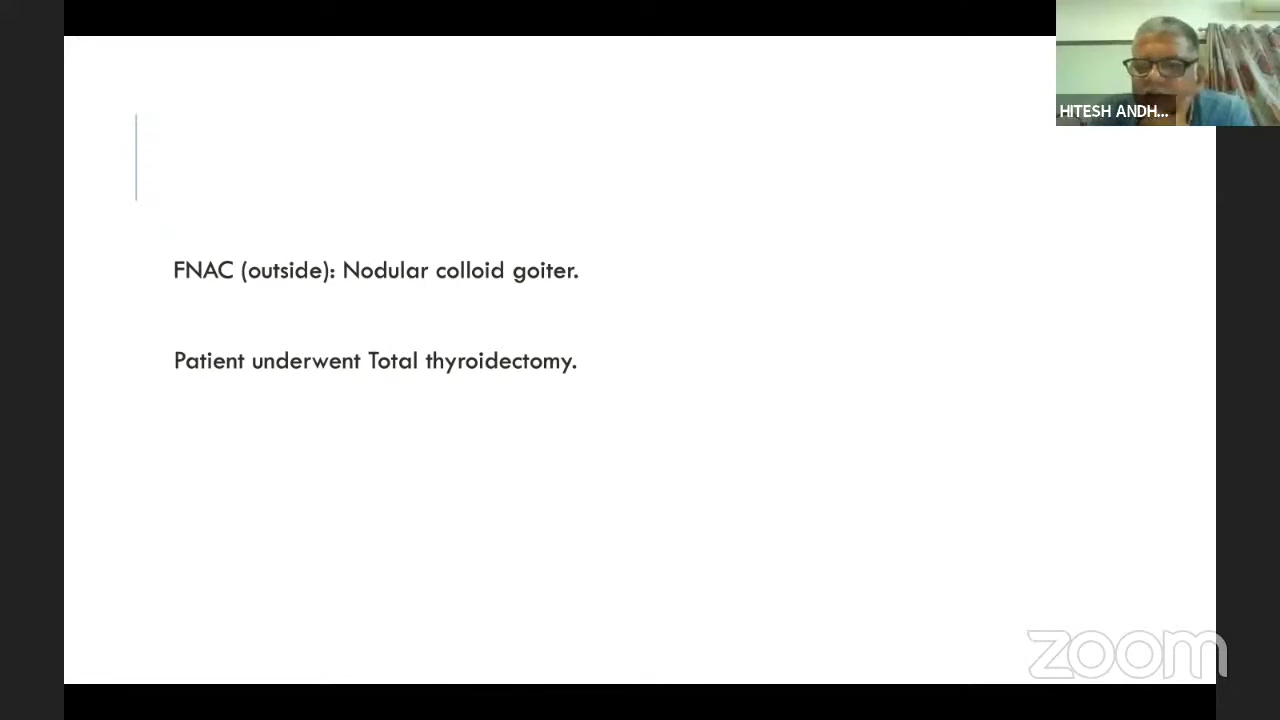 HITESH ANDH...
FNAC (outside): Nodular colloid goiter.
Patient underwent Total thyroidectomy.
zoom